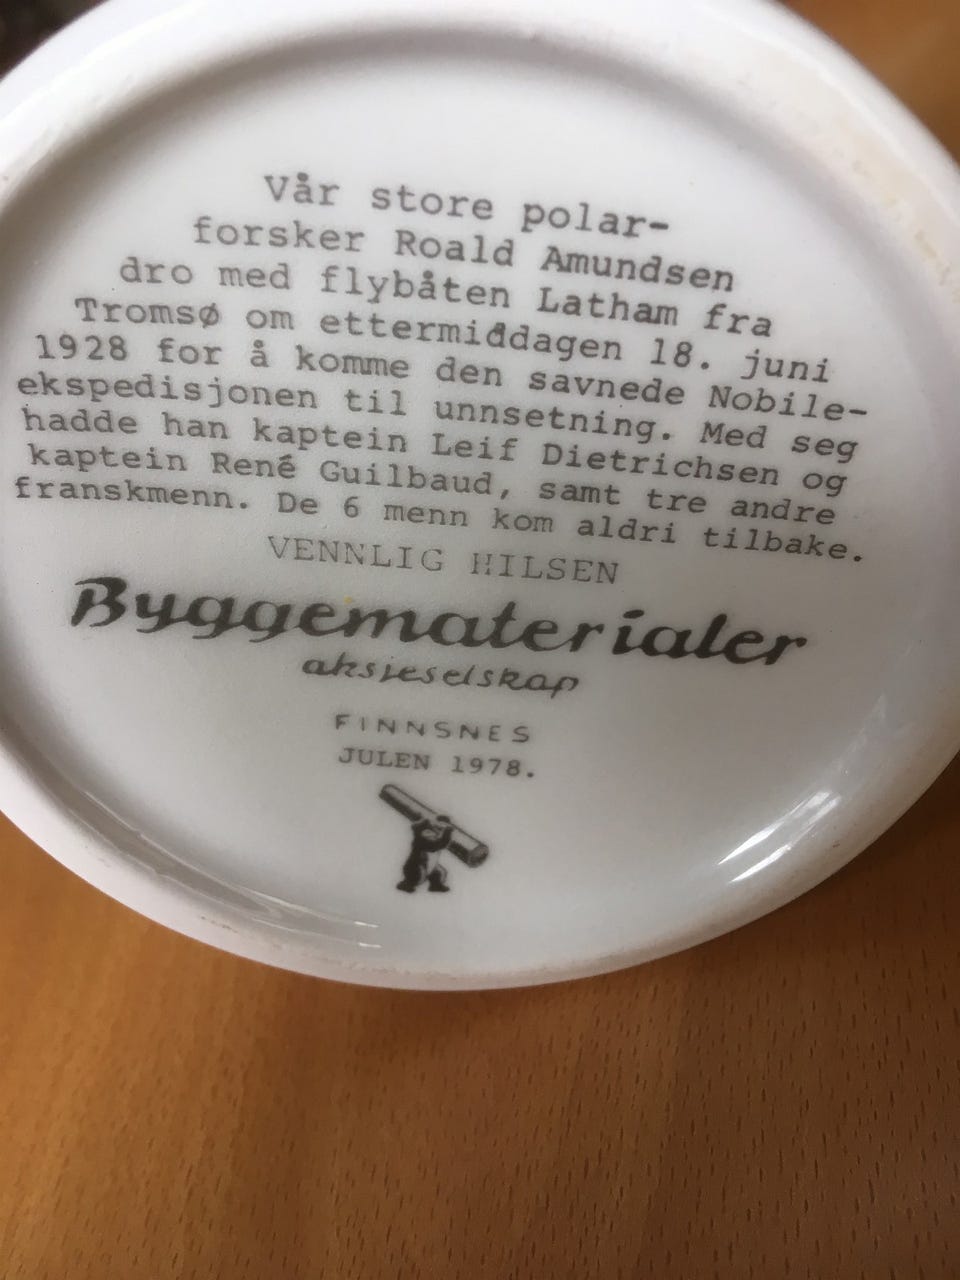 Vår store polar-
forsker Roald Amundsen
dro med flybåten Latham fra
Tromsø om ettermiddagen 18. juni
1928 for å komme den savnede Nobile-
ekspedisjonen til unnsetning. Med seg
hadde han kaptein Leif Dietrichsen og
kaptein René Guilbaud, samt tre andre
franskmenn. De 6 menn kom aldri tilbake.
VENNLIG HILSEN
Byggematerialer
aksjeselskap
FINNSNES
JULEN 1978.